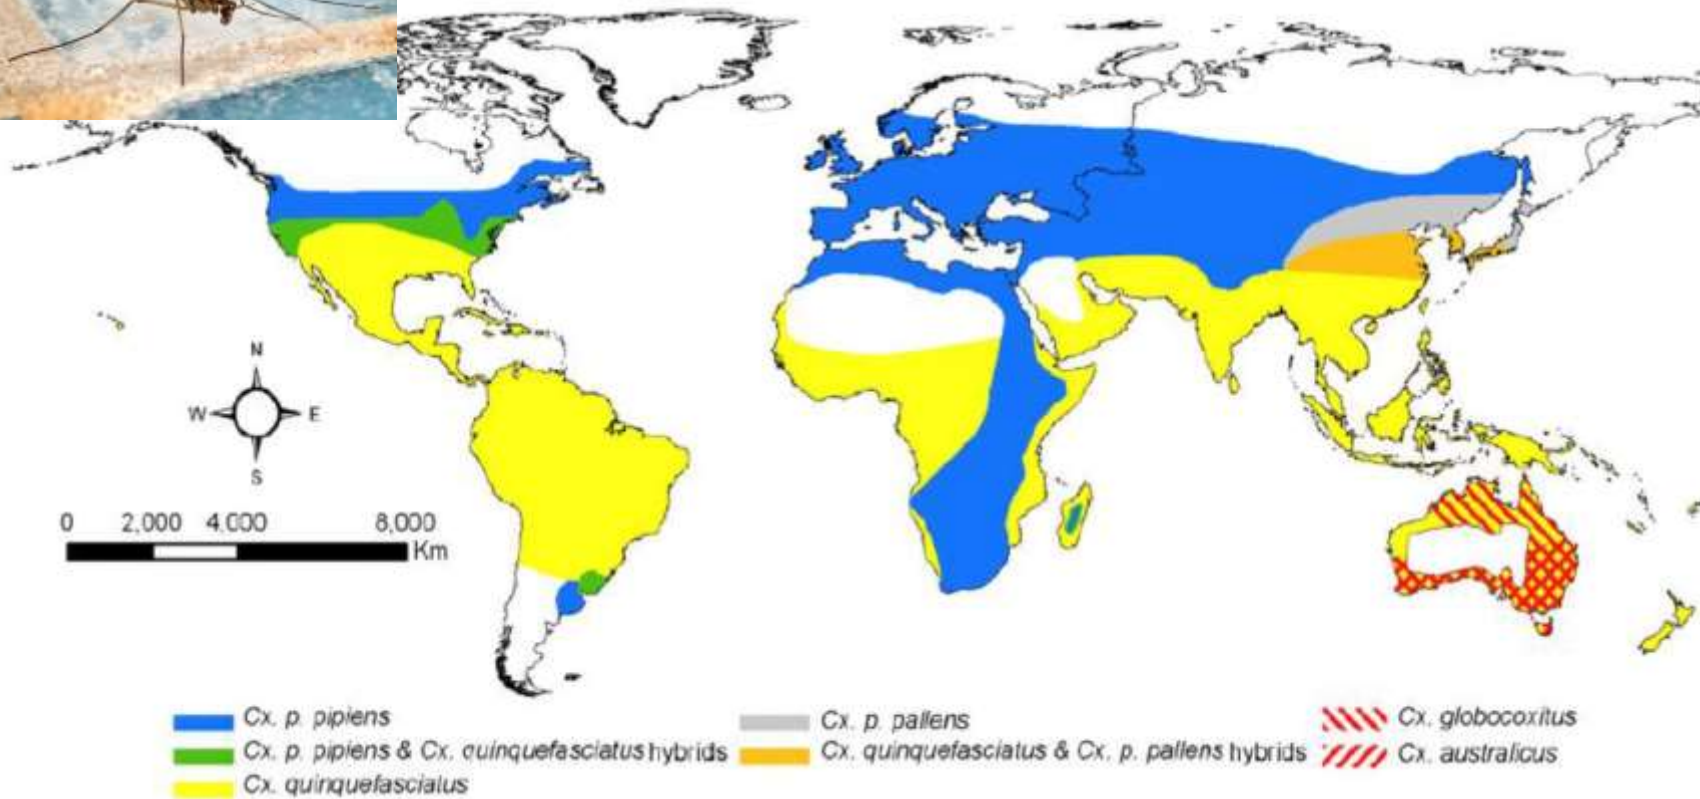 N
W E
S
0 2,000 4,000 8,000
Km
Cx. p. pipiens
Cx. p. pipiens & Cx. quinquefasciatus hybrids
Cx. quinquefasciatus
Cx. p. pallens
Cx. quinquefasciatus & Cx. p. pallens hybrids
Cx. globocoxitus
Cx. australicus